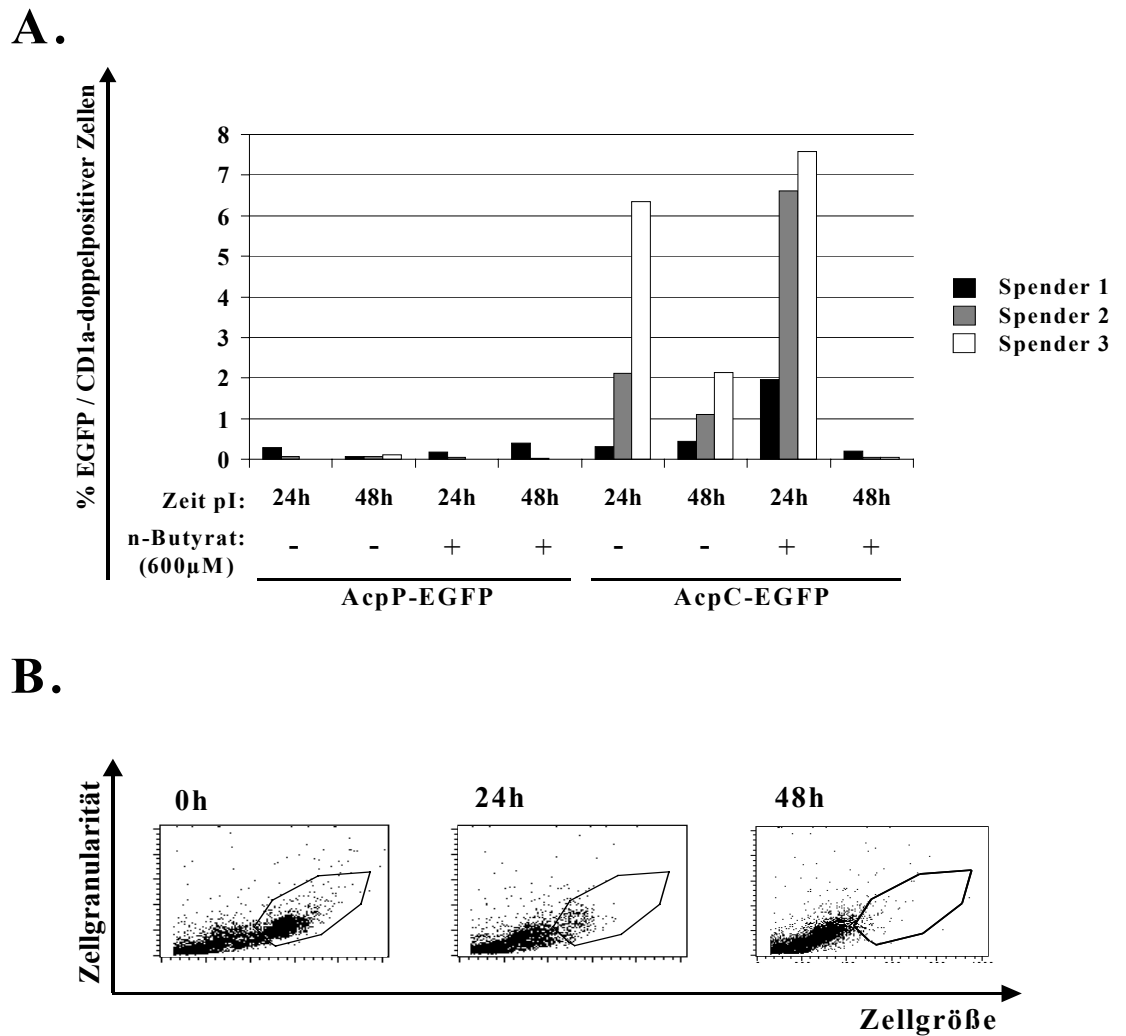 A.
% EGFP / CD1a-doppelpositiver Zellen
8
7
6
5
4
3
2
1
0
Spender 1
Spender 2
Spender 3
Zeit pI: 24h 48h 24h 48h 24h 48h 24h 48h
n-Butyrat: - - + + - - + +
(600µM)
AcpP-EGFP AcpC-EGFP
B.
Zellgranularität
0h 24h 48h
Zellgröße